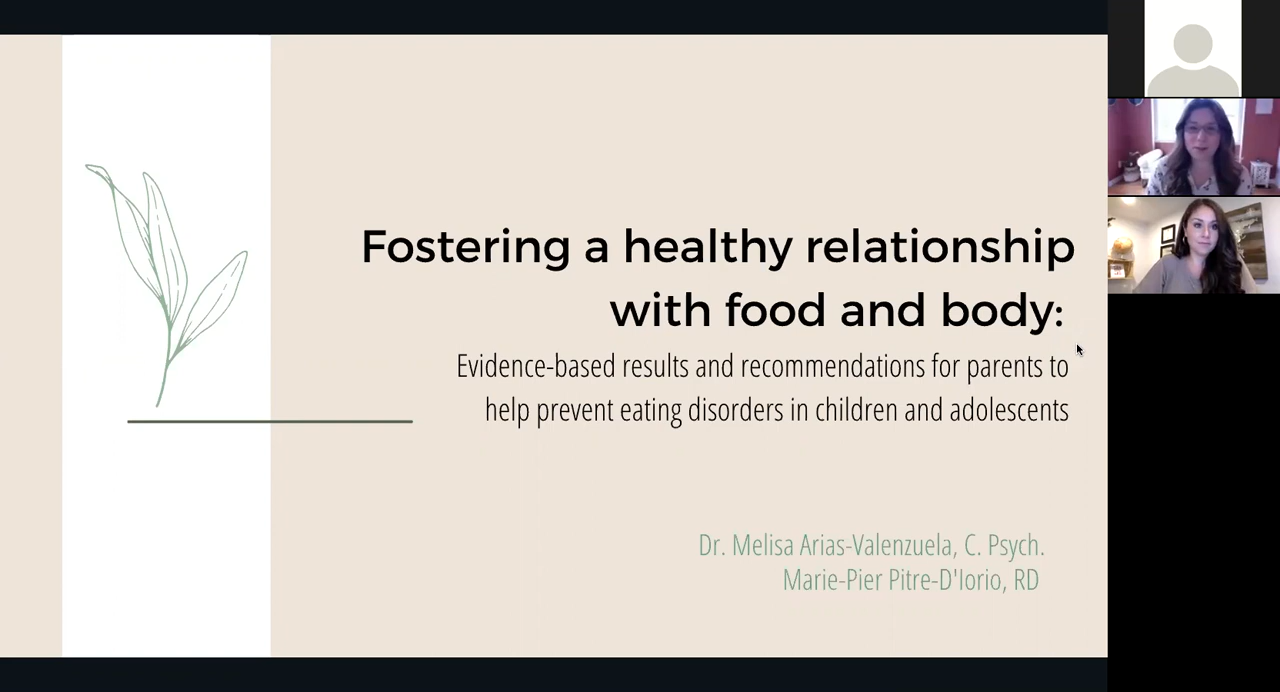 Fostering a healthy relationship
with food and body:
Evidence-based results and recommendations for parents to
help prevent eating disorders in children and adolescents
Dr. Melisa Arias-Valenzuela, C. Psych.
Marie-Pier Pitre-D'Iorio, RD